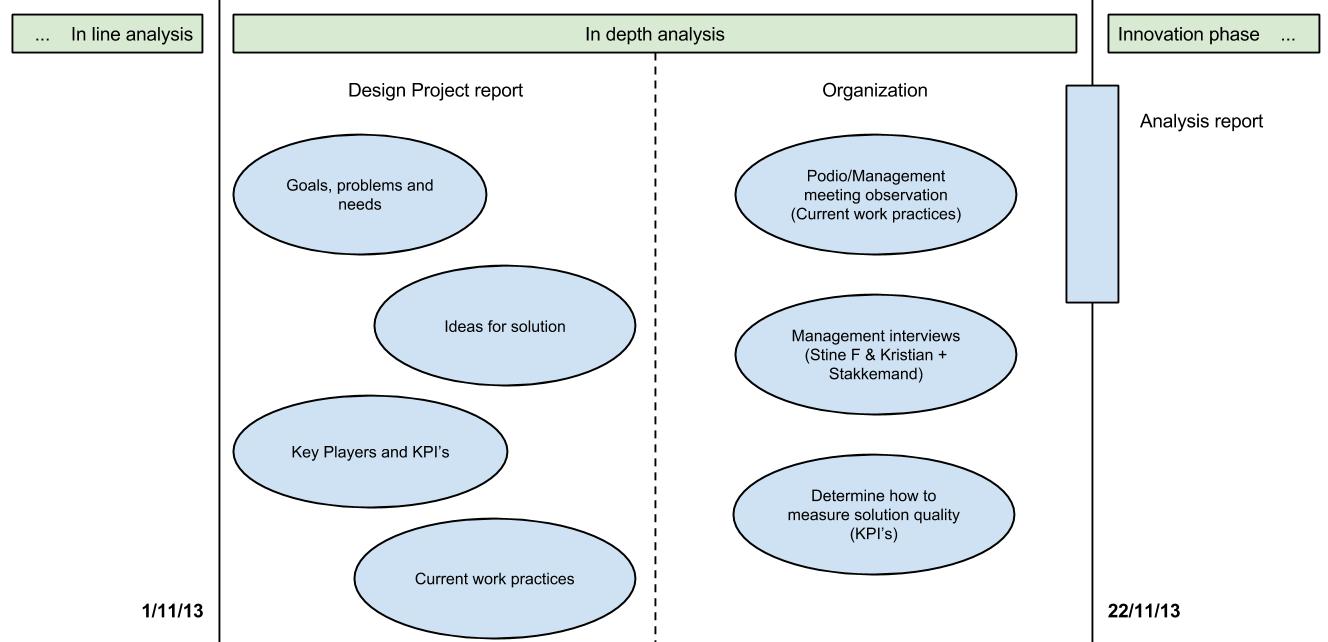 ... In line analysis
In depth analysis
Innovation phase ...
Design Project report
Organization
Analysis report
Goals, problems and
needs
Ideas for solution
Key Players and KPI's
Current work practices
Podio/Management
meeting observation
(Current work practices)
Management interviews
(Stine F & Kristian +
Stakkemand)
Determine how to
measure solution quality
(KPI's)
1/11/13
22/11/13